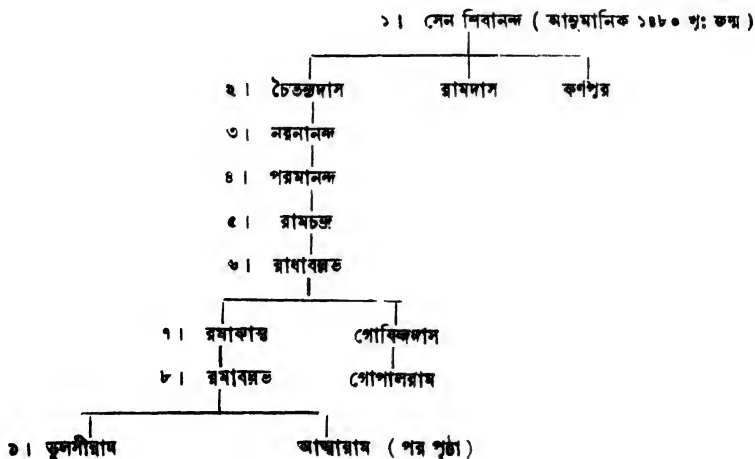 ১। সেন শিবানন্দ ( আনুমানিক ১৪৮০ খৃঃ জন্ম )
২। চৈতন্যদাস রামদাস কর্ণপুর
৩। নয়নানন্দ
৪। পরমানন্দ
৫। রামচন্দ্র
৬। রাধাবল্লভ
৭। রমাকান্ত গোবিন্দদাস
৮। রমাবল্লভ গোপালরাম
৯। তুলসীরাম আত্মারাম ( পর পৃষ্ঠা )